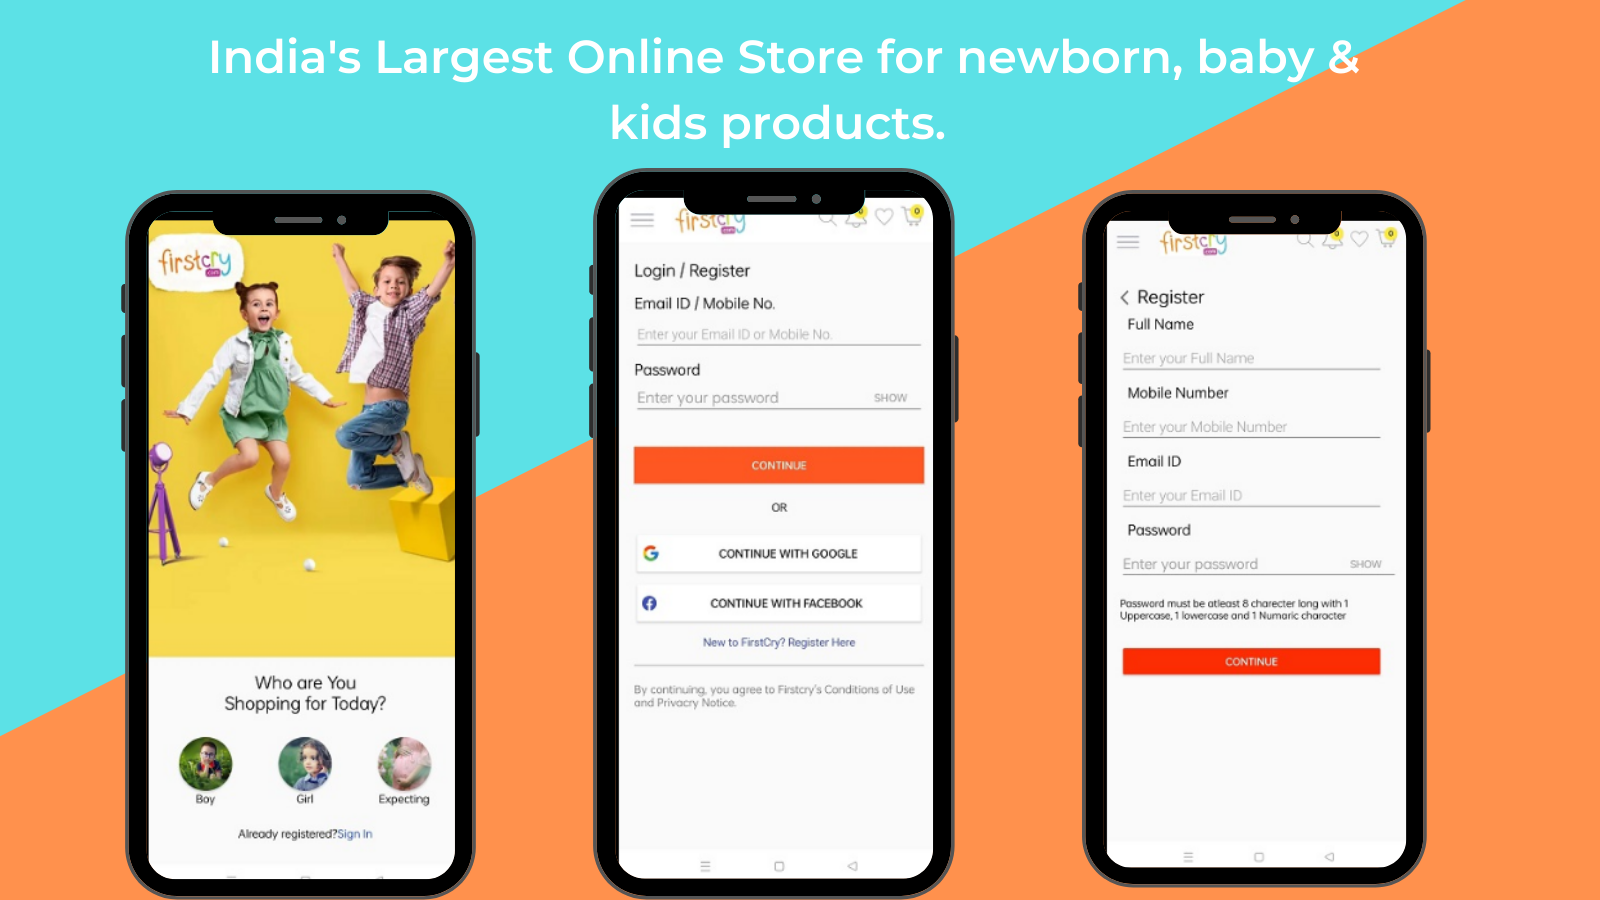 India's Largest Online Store for newborn, baby &
kids products.
firstcry
.com
Who are You
Shopping for Today?
Boy
Girl
Expecting
Already registered?Sign In
firstcry
.com
0
0
Login / Register
Email ID / Mobile No.
Enter your Email ID or Mobile No.
Password
Enter your password
SHOW
CONTINUE
OR
CONTINUE WITH GOOGLE
CONTINUE WITH FACEBOOK
New to FirstCry? Register Here
By continuing, you agree to Firstcry's Conditions of Use
and Privacry Notice.
firstcry
.com
0
0
Register
Full Name
Enter your Full Name
Mobile Number
Enter your Mobile Number
Email ID
Enter your Email ID
Password
Enter your password
SHOW
Password must be atleast 8 charecter long with 1
Uppercase, 1 lowercase and 1 Numaric character
CONTINUE